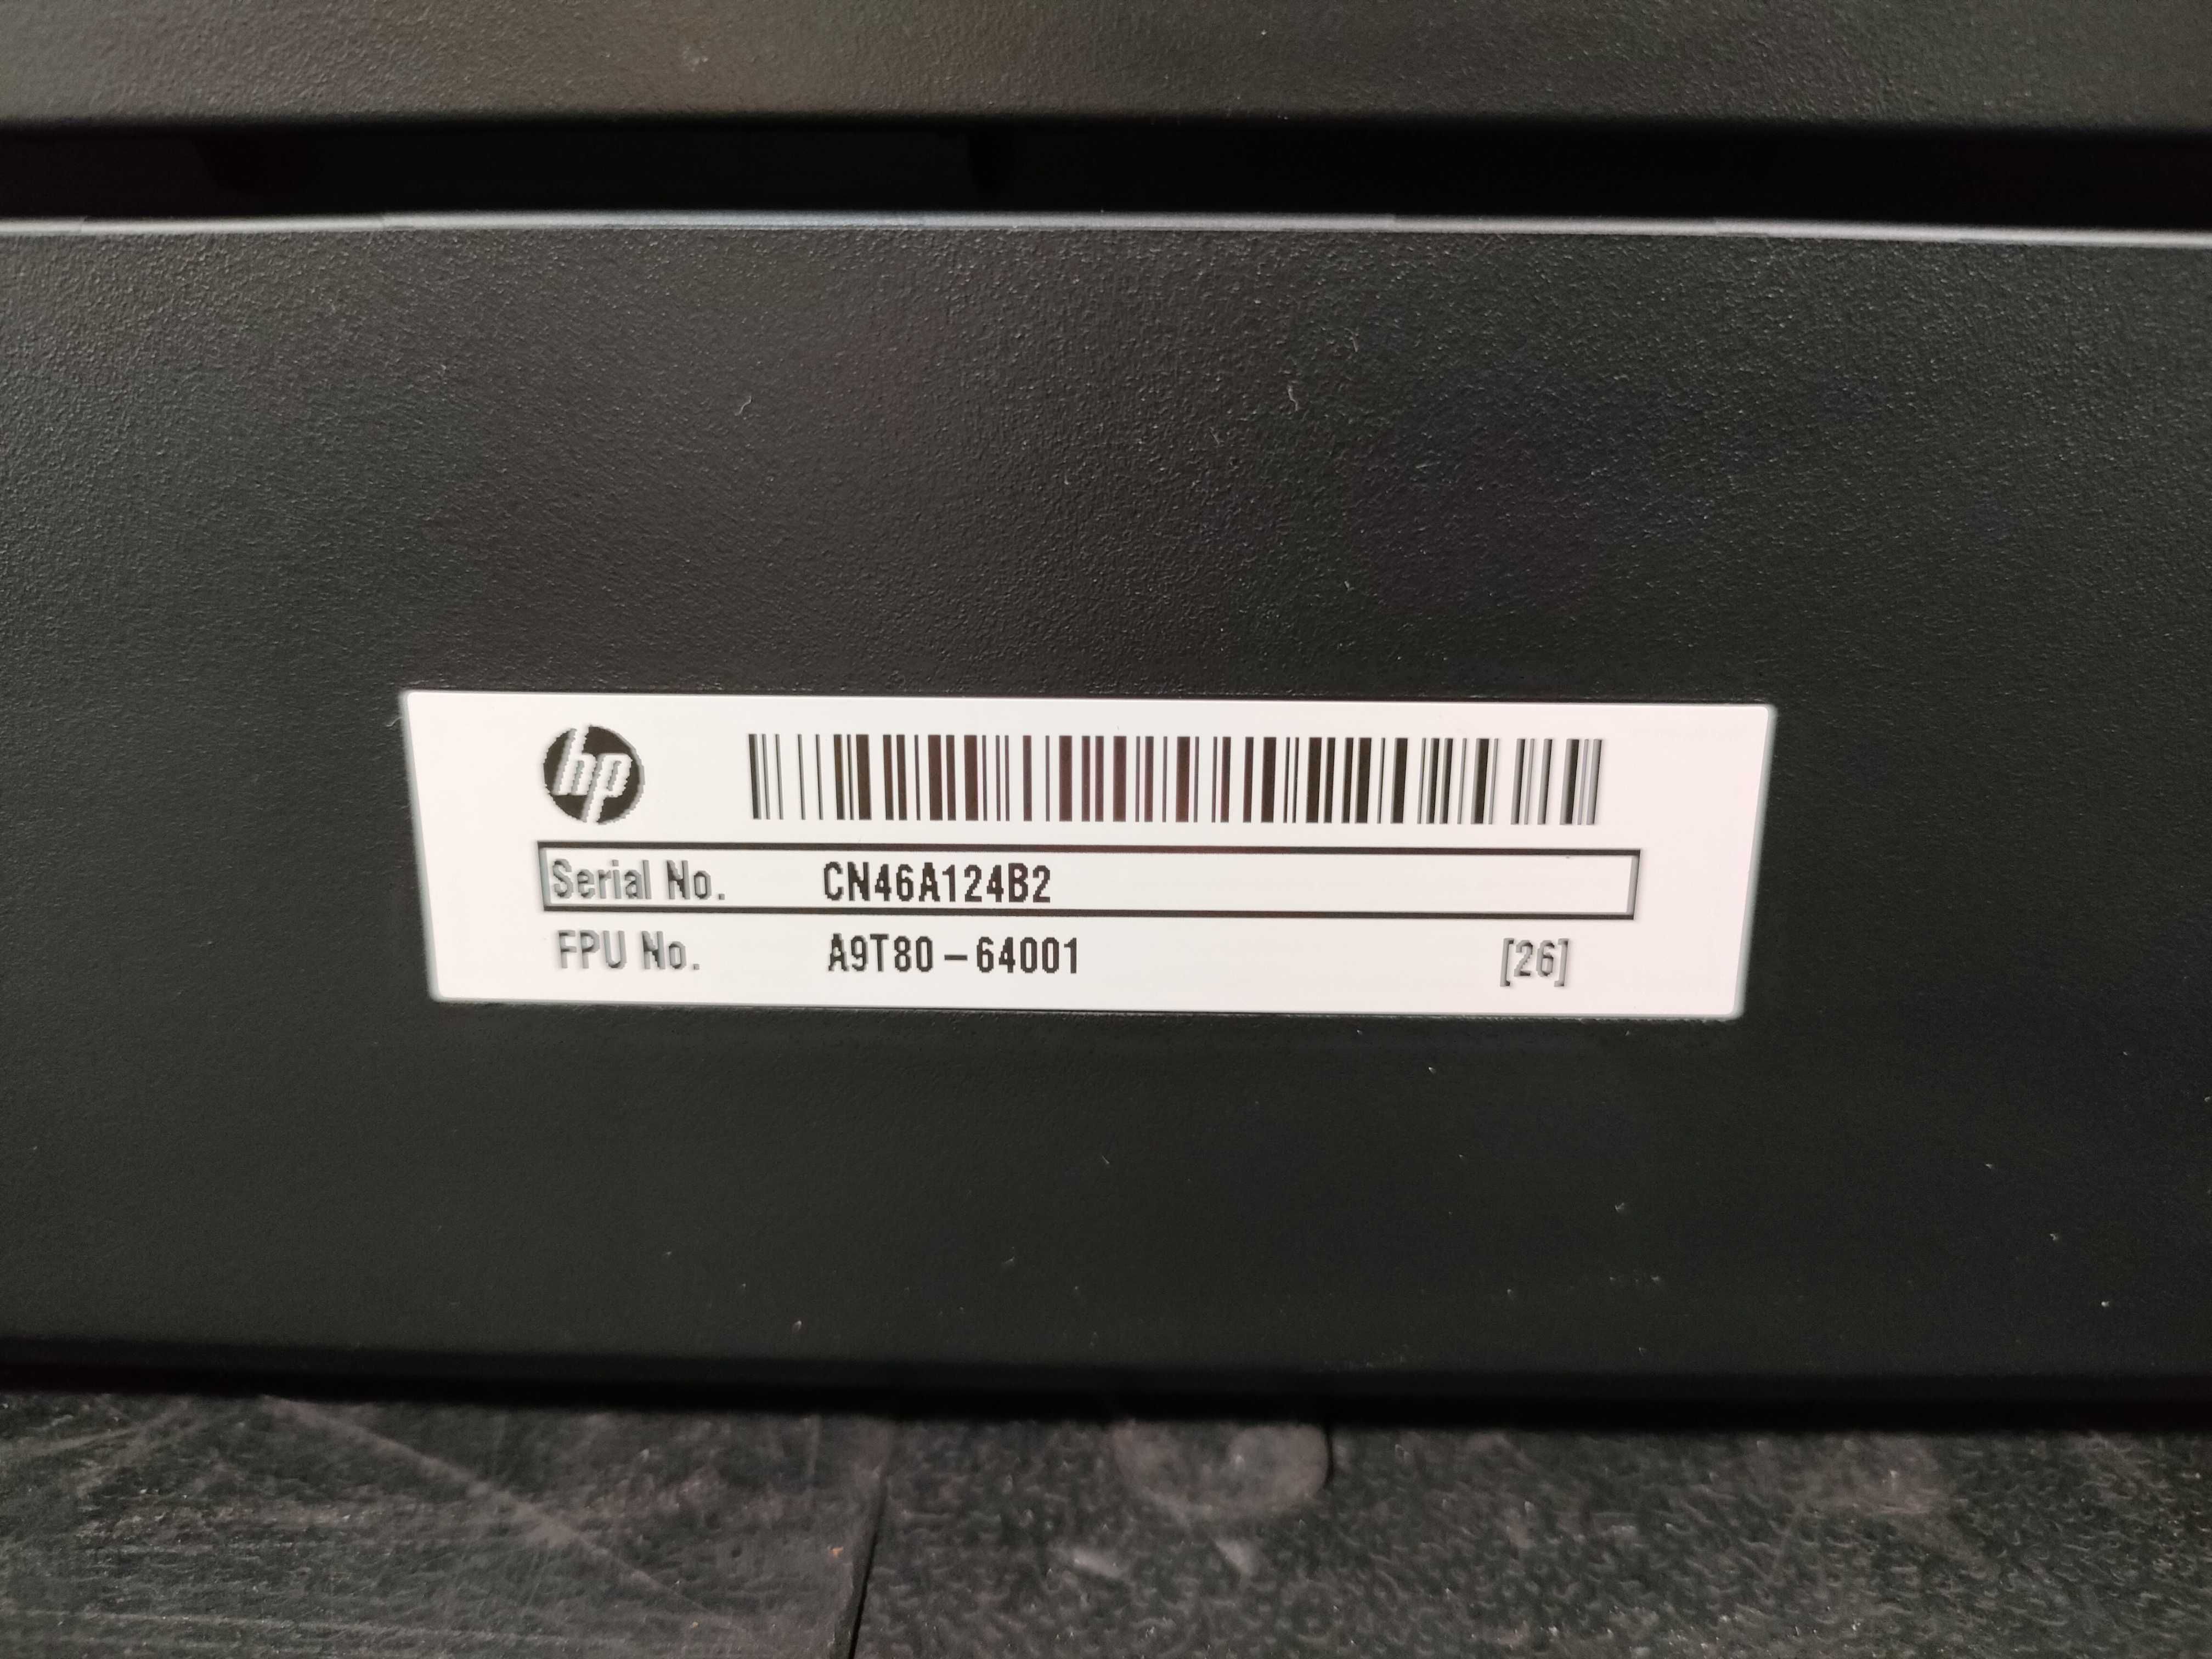 hp
Serial No. CN46A124B2
FPU No. A9T80-64001 [26]